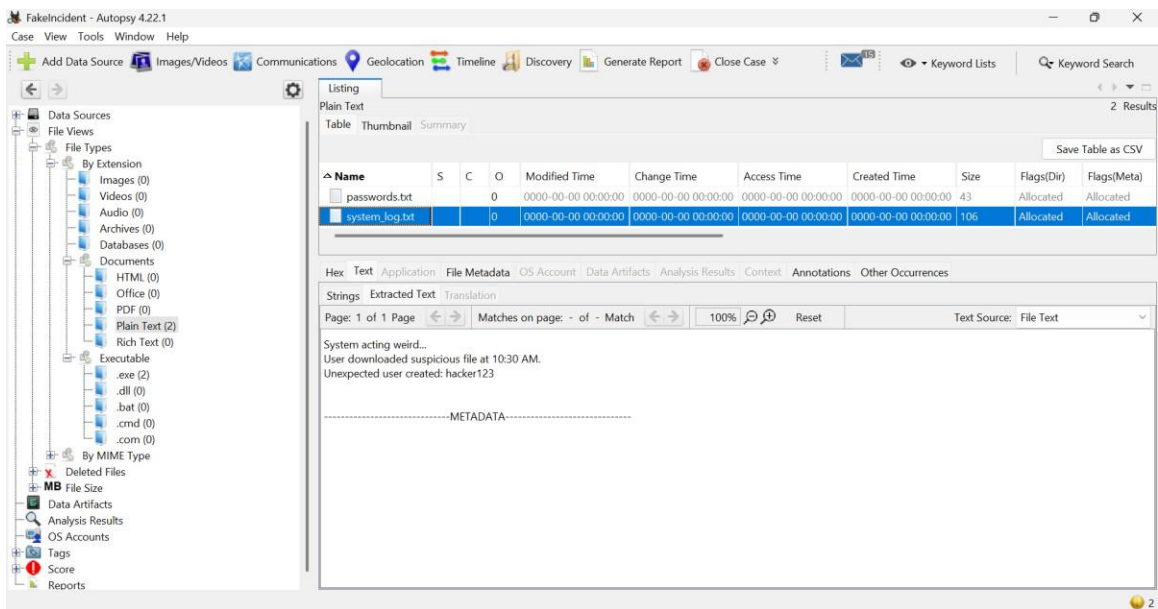 FakeIncident - Autopsy 4.22.1
Case View Tools Window Help
Add Data Source Images/Videos Communications Geolocation Timeline Discovery Generate Report Close Case 15 Keyword Lists Keyword Search
Data Sources
File Views
File Types
By Extension
Images (0)
Videos (0)
Audio (0)
Archives (0)
Databases (0)
Documents
HTML (0)
Office (0)
PDF (0)
Plain Text (2)
Rich Text (0)
Executable
.exe (2)
.dll (0)
.bat (0)
.cmd (0)
.com (0)
By MIME Type
Deleted Files
MB File Size
Data Artifacts
Analysis Results
OS Accounts
Tags
Score
Reports
Listing
Plain Text 2 Results
Table Thumbnail Summary
Save Table as CSV
Name S C O Modified Time Change Time Access Time Created Time Size Flags(Dir) Flags(Meta)
passwords.txt 0 0000-00-00 00:00:00 0000-00-00 00:00:00 0000-00-00 00:00:00 0000-00-00 00:00:00 43 Allocated Allocated
system_log.txt 0 0000-00-00 00:00:00 0000-00-00 00:00:00 0000-00-00 00:00:00 0000-00-00 00:00:00 106 Allocated Allocated
Hex Text Application File Metadata OS Account Data Artifacts Analysis Results Context Annotations Other Occurrences
Strings Extracted Text Translation
Page: 1 of 1 Page Matches on page: - of - Match 100% Reset Text Source: File Text
System acting weird...
User downloaded suspicious file at 10:30 AM.
Unexpected user created: hacker123
------------------------------METADATA------------------------------
2